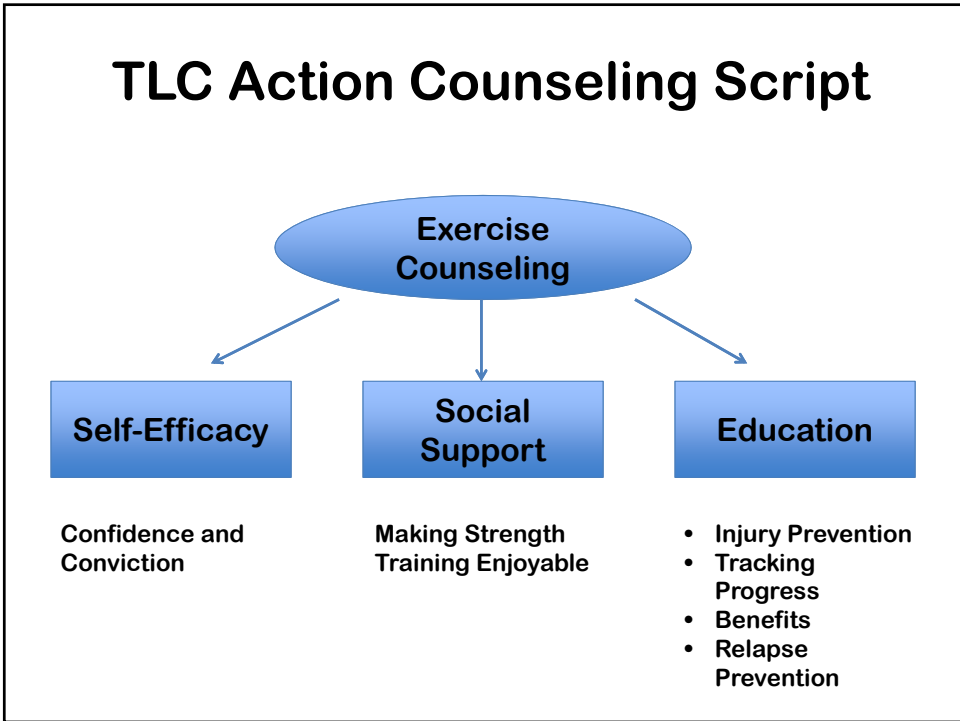 TLC Action Counseling Script
Exercise
Counseling
Self-Efficacy
Social
Support
Education
Confidence and
Conviction
Making Strength
Training Enjoyable
• Injury Prevention
• Tracking
Progress
• Benefits
• Relapse
Prevention